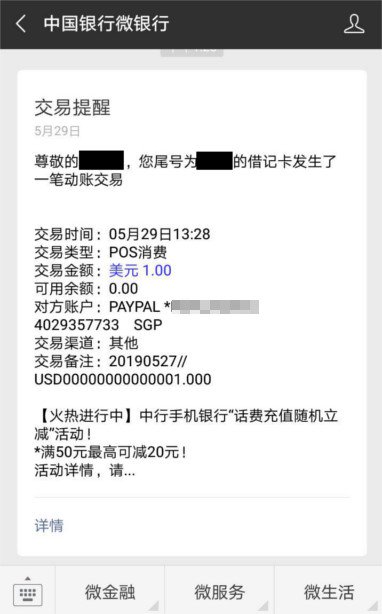 中国银行微银行
交易提醒
5月29日
尊敬的 ，您尾号为 的借记卡发生了
一笔动账交易
交易时间：05月29日13:28
交易类型：POS消费
交易金额：美元 1.00
可用余额：0.00
对方账户：PAYPAL *
4029357733 SGP
交易渠道：其他
交易备注：20190527//
USD00000000000001.000
【火热进行中】中行手机银行“话费充值随机立
减”活动！
*满50元最高可减20元！
活动详情，请...
详情
微金融 微服务 微生活